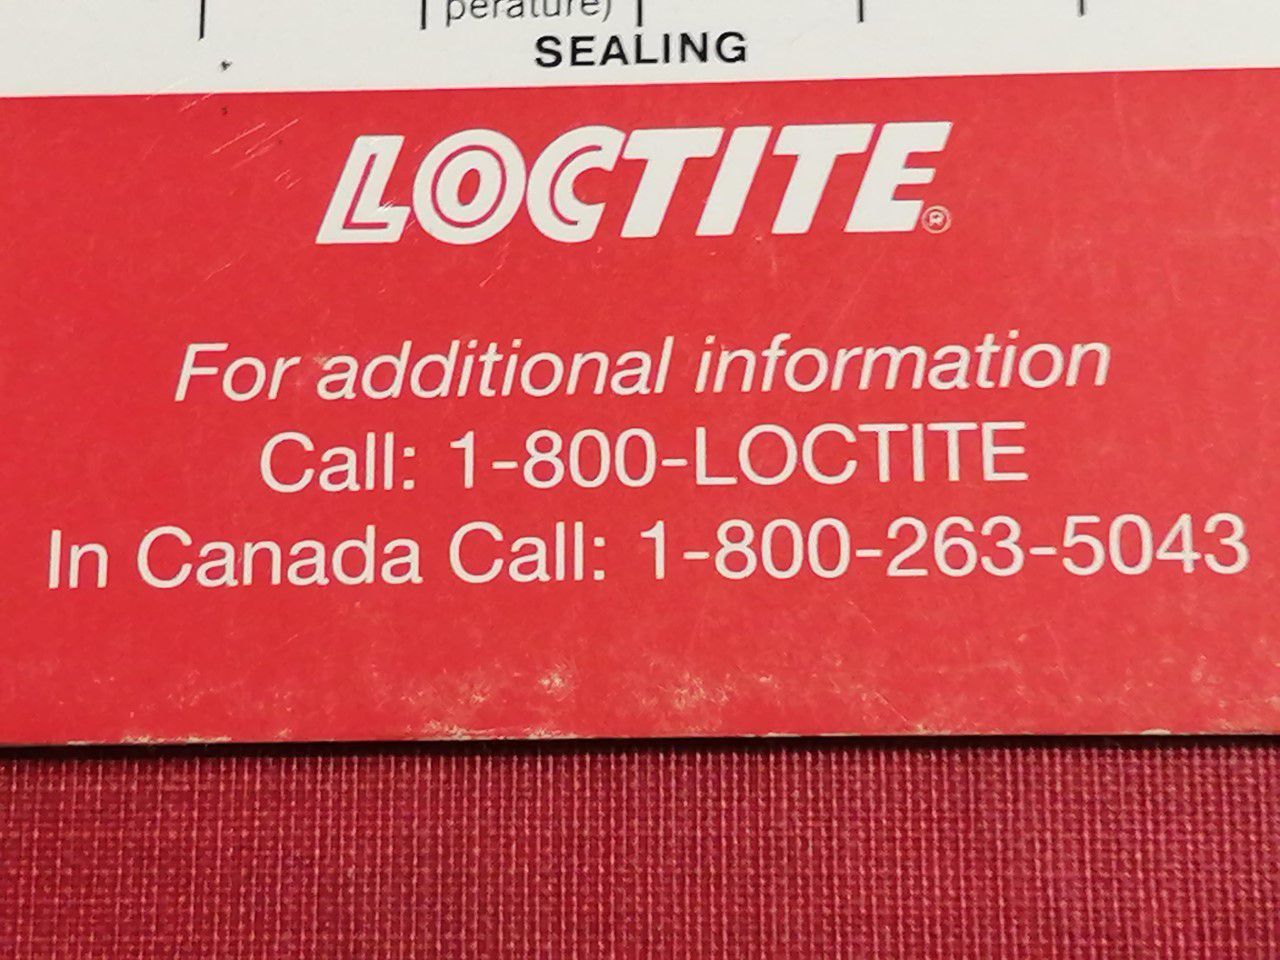 perature)
SEALING
LOCTITE®
For additional information
Call: 1-800-LOCTITE
In Canada Call: 1-800-263-5043